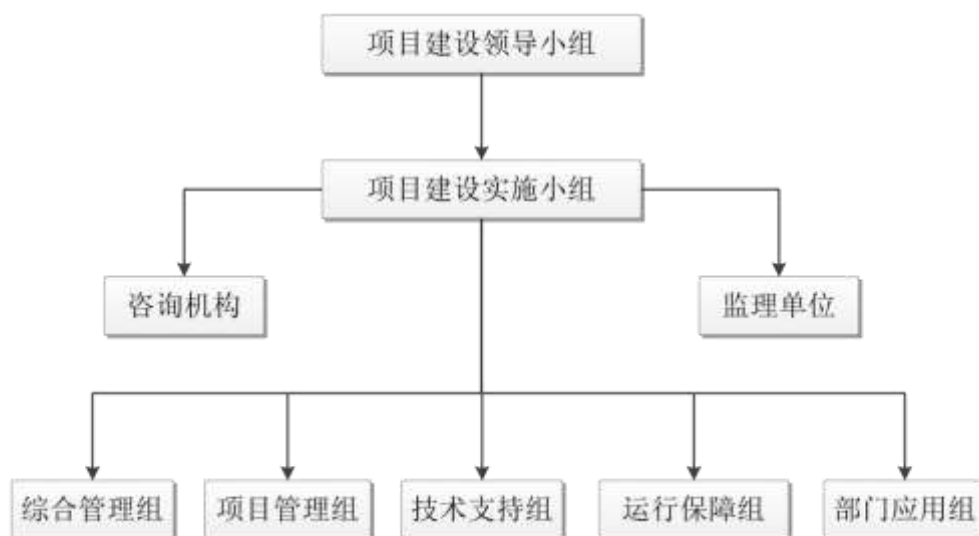 项目建设领导小组
项目建设实施小组
咨询机构
监理单位
综合管理组
项目管理组
技术支持组
运行保障组
部门应用组